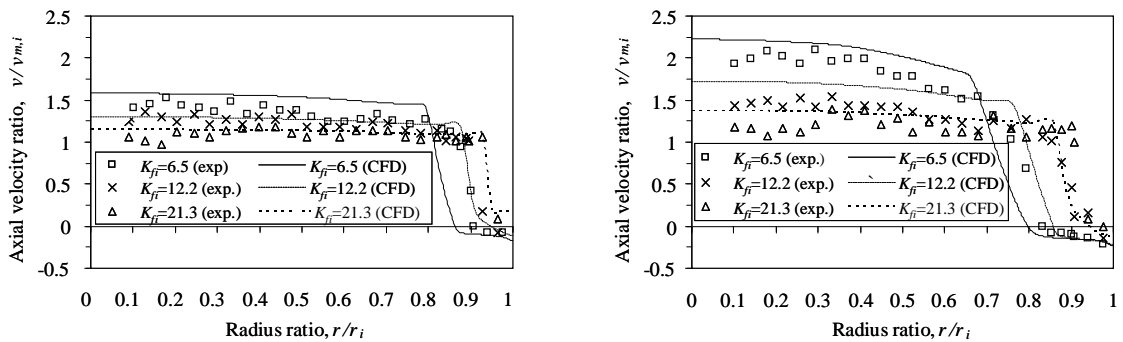 2.5
2
1.5
1
0.5
0
-0.5
Axial velocity ratio, v/vm,i
Kfi=6.5 (exp) Kfi=6.5 (CFD)
Kfi=12.2 (exp.) Kfi=12.2 (CFD)
Kfi=21.3 (exp.) Kfi=21.3 (CFD)
0 0.1 0.2 0.3 0.4 0.5 0.6 0.7 0.8 0.9 1
Radius ratio, r/ri
2.5
2
1.5
1
0.5
0
-0.5
Axial velocity ratio, v/vm,i
Kfi=6.5 (exp.) Kfi=6.5 (CFD)
Kfi=12.2 (exp.) Kfi=12.2 (CFD)
Kfi=21.3 (exp.) Kfi=21.3 (CFD)
0 0.1 0.2 0.3 0.4 0.5 0.6 0.7 0.8 0.9 1
Radius ratio, r/ri